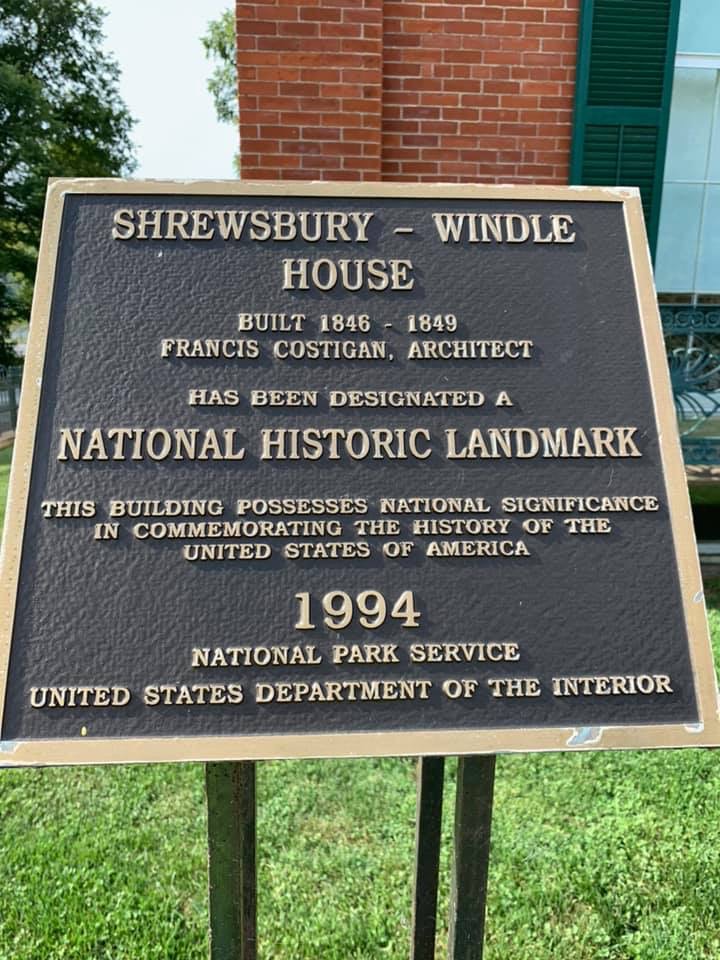 SHREWSBURY - WINDLE
HOUSE
BUILT 1846 - 1849
FRANCIS COSTIGAN, ARCHITECT
HAS BEEN DESIGNATED A
NATIONAL HISTORIC LANDMARK
THIS BUILDING POSSESSES NATIONAL SIGNIFICANCE
IN COMMEMORATING THE HISTORY OF THE
UNITED STATES OF AMERICA
1994
NATIONAL PARK SERVICE
UNITED STATES DEPARTMENT OF THE INTERIOR